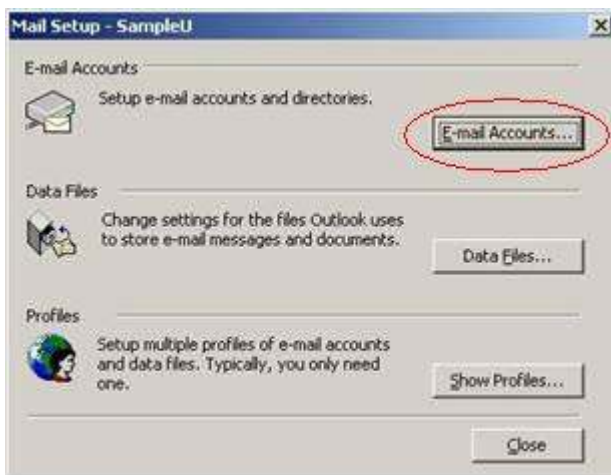 Mail Setup - SampleU
E-mail Accounts
Setup e-mail accounts and directories.
E-mail Accounts...
Data Files
Change settings for the files Outlook uses
to store e-mail messages and documents.
Data Files...
Profiles
Setup multiple profiles of e-mail accounts
and data files. Typically, you only need
one.
Show Profiles...
Close